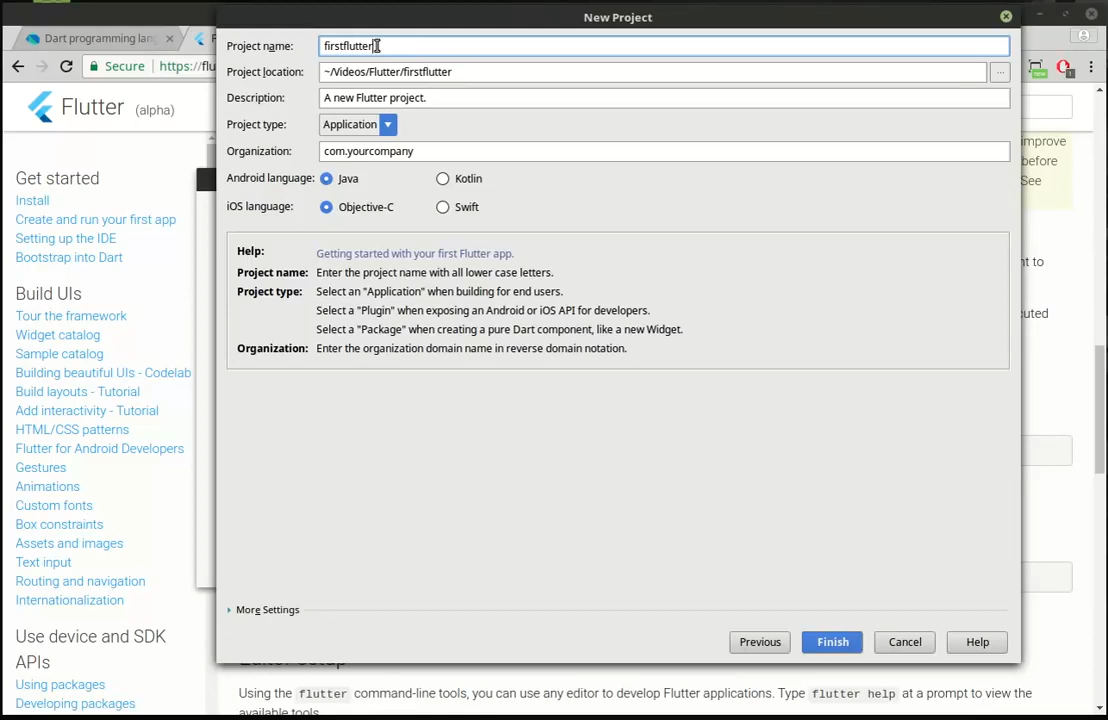 New Project
Dart programming lan
Secure
https://flu
Flutter (alpha)
Project name: firstflutter
Project location: ~/Videos/Flutter/firstflutter
...
Description: A new Flutter project.
Project type: Application
Organization: com.yourcompany
Android language: Java Kotlin
iOS language: Objective-C Swift
Help: Getting started with your first Flutter app.
Project name: Enter the project name with all lower case letters.
Project type: Select an "Application" when building for end users.
Select a "Plugin" when exposing an Android or iOS API for developers.
Select a "Package" when creating a pure Dart component, like a new Widget.
Organization: Enter the organization domain name in reverse domain notation.
More Settings
Previous Finish Cancel Help
Get started
Install
Create and run your first app
Setting up the IDE
Bootstrap into Dart
Build UIs
Tour the framework
Widget catalog
Sample catalog
Building beautiful UIs - Codelab
Build layouts - Tutorial
Add interactivity - Tutorial
HTML/CSS patterns
Flutter for Android Developers
Gestures
Animations
Custom fonts
Box constraints
Assets and images
Text input
Routing and navigation
Internationalization
Use device and SDK
APIs
Using packages
Developing packages
improve
before
See
nt to
cuted
Using the flutter command-line tools, you can use any editor to develop Flutter applications. Type flutter help at a prompt to view the
available tools.